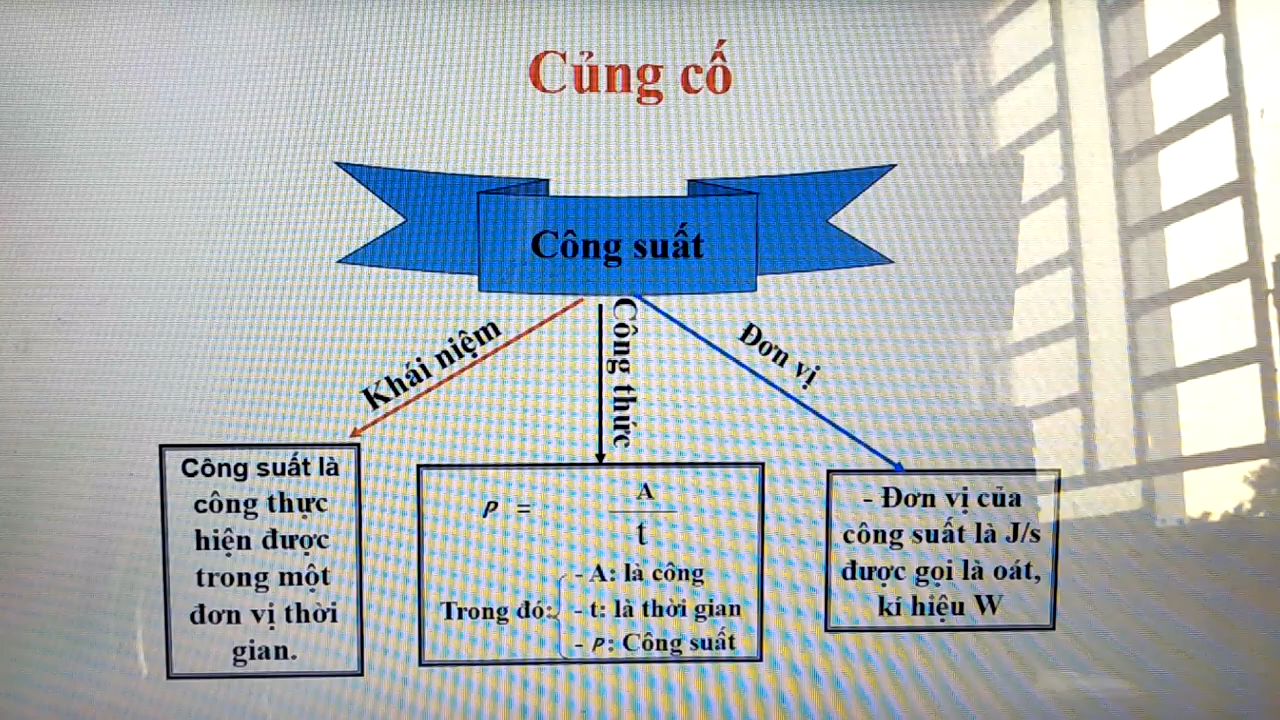 Củng cố
Công suất
Khái niệm
Công thức
Đơn vị
Công suất là
công thực
hiện được
trong một
đơn vị thời
gian.
P = A
t
- A: là công
Trong đó: - t: là thời gian
- P: Công suất
- Đơn vị của
công suất là J/s
được gọi là oát,
kí hiệu W